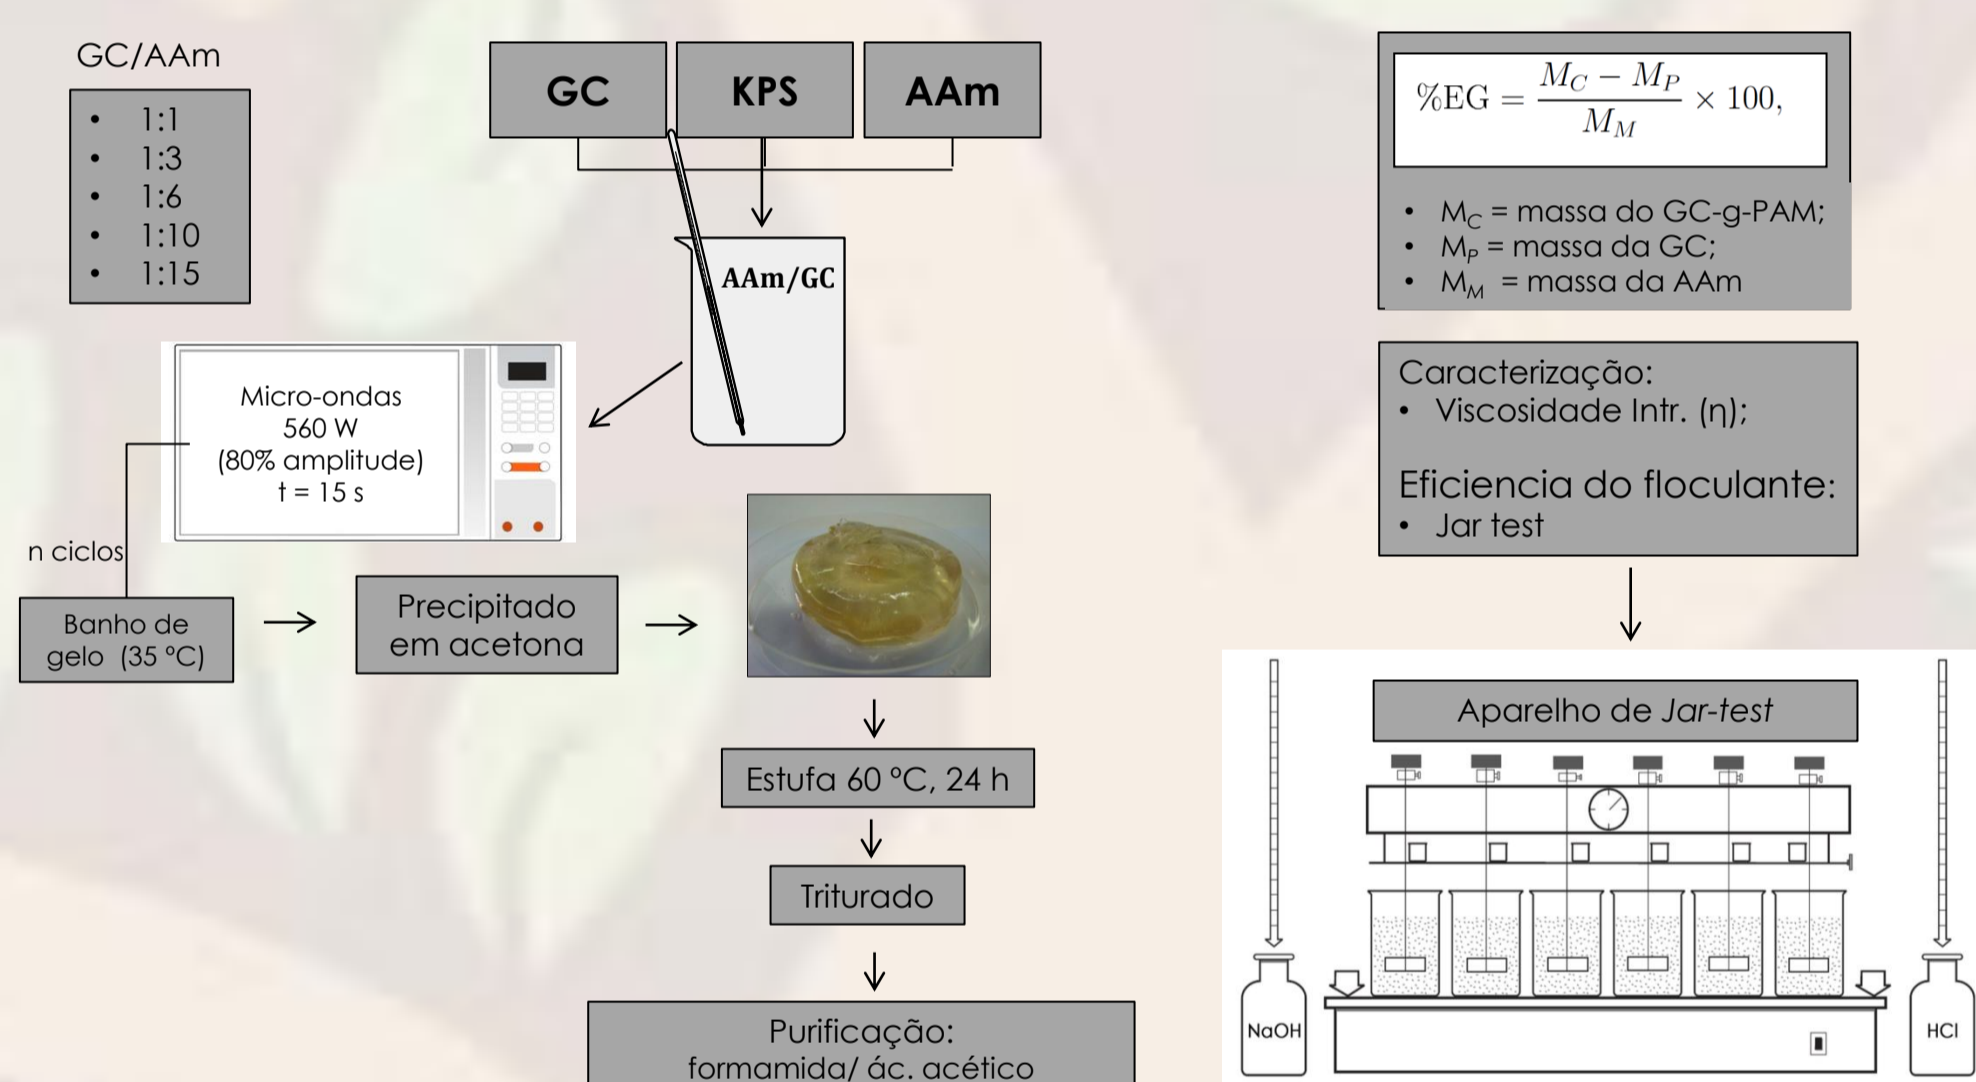 GC/AAm
• 1:1
• 1:3
• 1:6
• 1:10
• 1:15
GC
KPS
AAm
AAm/GC
Micro-ondas
560 W
(80% amplitude)
t = 15 s
n ciclos
Banho de
gelo (35 ºC)
Precipitado
em acetona
Estufa 60 ºC, 24 h
Triturado
Purificação:
formamida/ ác. acético
%EG = \frac{M_C − M_P}{M_M} × 100,
• M_C = massa do GC-g-PAM;
• M_P = massa da GC;
• M_M = massa da AAm
Caracterização:
• Viscosidade Intr. (η);
Eficiencia do floculante:
• Jar test
Aparelho de Jar-test
NaOH
HCl